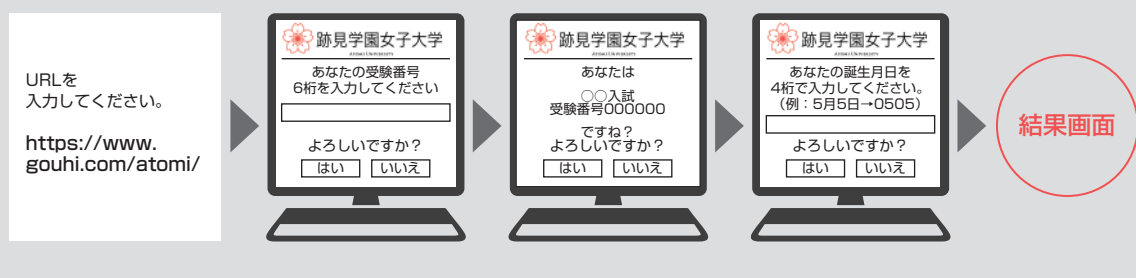 URLを
入力してください。
https://www.
gouhi.com/atomi/
跡見学園女子大学
ATOMI UNIVERSITY
あなたの受験番号
6桁を入力してください
よろしいですか？
はい
いいえ
跡見学園女子大学
ATOMI UNIVERSITY
あなたは
○○入試
受験番号000000
ですね？
よろしいですか？
はい
いいえ
跡見学園女子大学
ATOMI UNIVERSITY
あなたの誕生月日を
4桁で入力してください。
（例：5月5日→0505）
よろしいですか？
はい
いいえ
結果画面